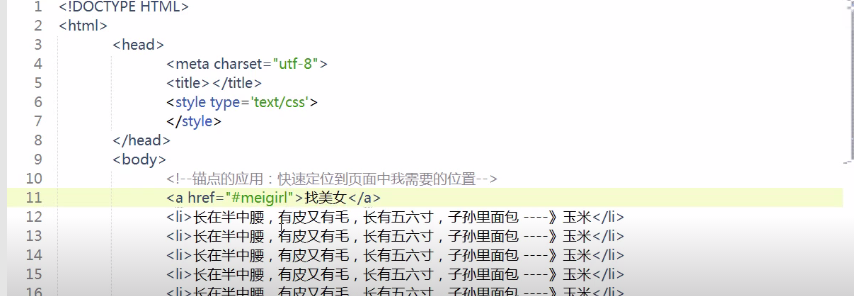 1 <!DOCTYPE HTML>
2 <html>
3 <head>
4 <meta charset="utf-8">
5 <title></title>
6 <style type='text/css'>
7 </style>
8 </head>
9 <body>
10 <!--锚点的应用：快速定位到页面中我需要的位置-->
11 <a href="#meigirl">找美女</a>
12 <li>长在半中腰，有皮又有毛，长有五六寸，子孙里面包 ----》玉米</li>
13 <li>长在半中腰，有皮又有毛，长有五六寸，子孙里面包 ----》玉米</li>
14 <li>长在半中腰，有皮又有毛，长有五六寸，子孙里面包 ----》玉米</li>
15 <li>长在半中腰，有皮又有毛，长有五六寸，子孙里面包 ----》玉米</li>
16 <li>长在半中腰，有皮又有毛，长有五六寸，子孙里面包 ----》玉米</li>